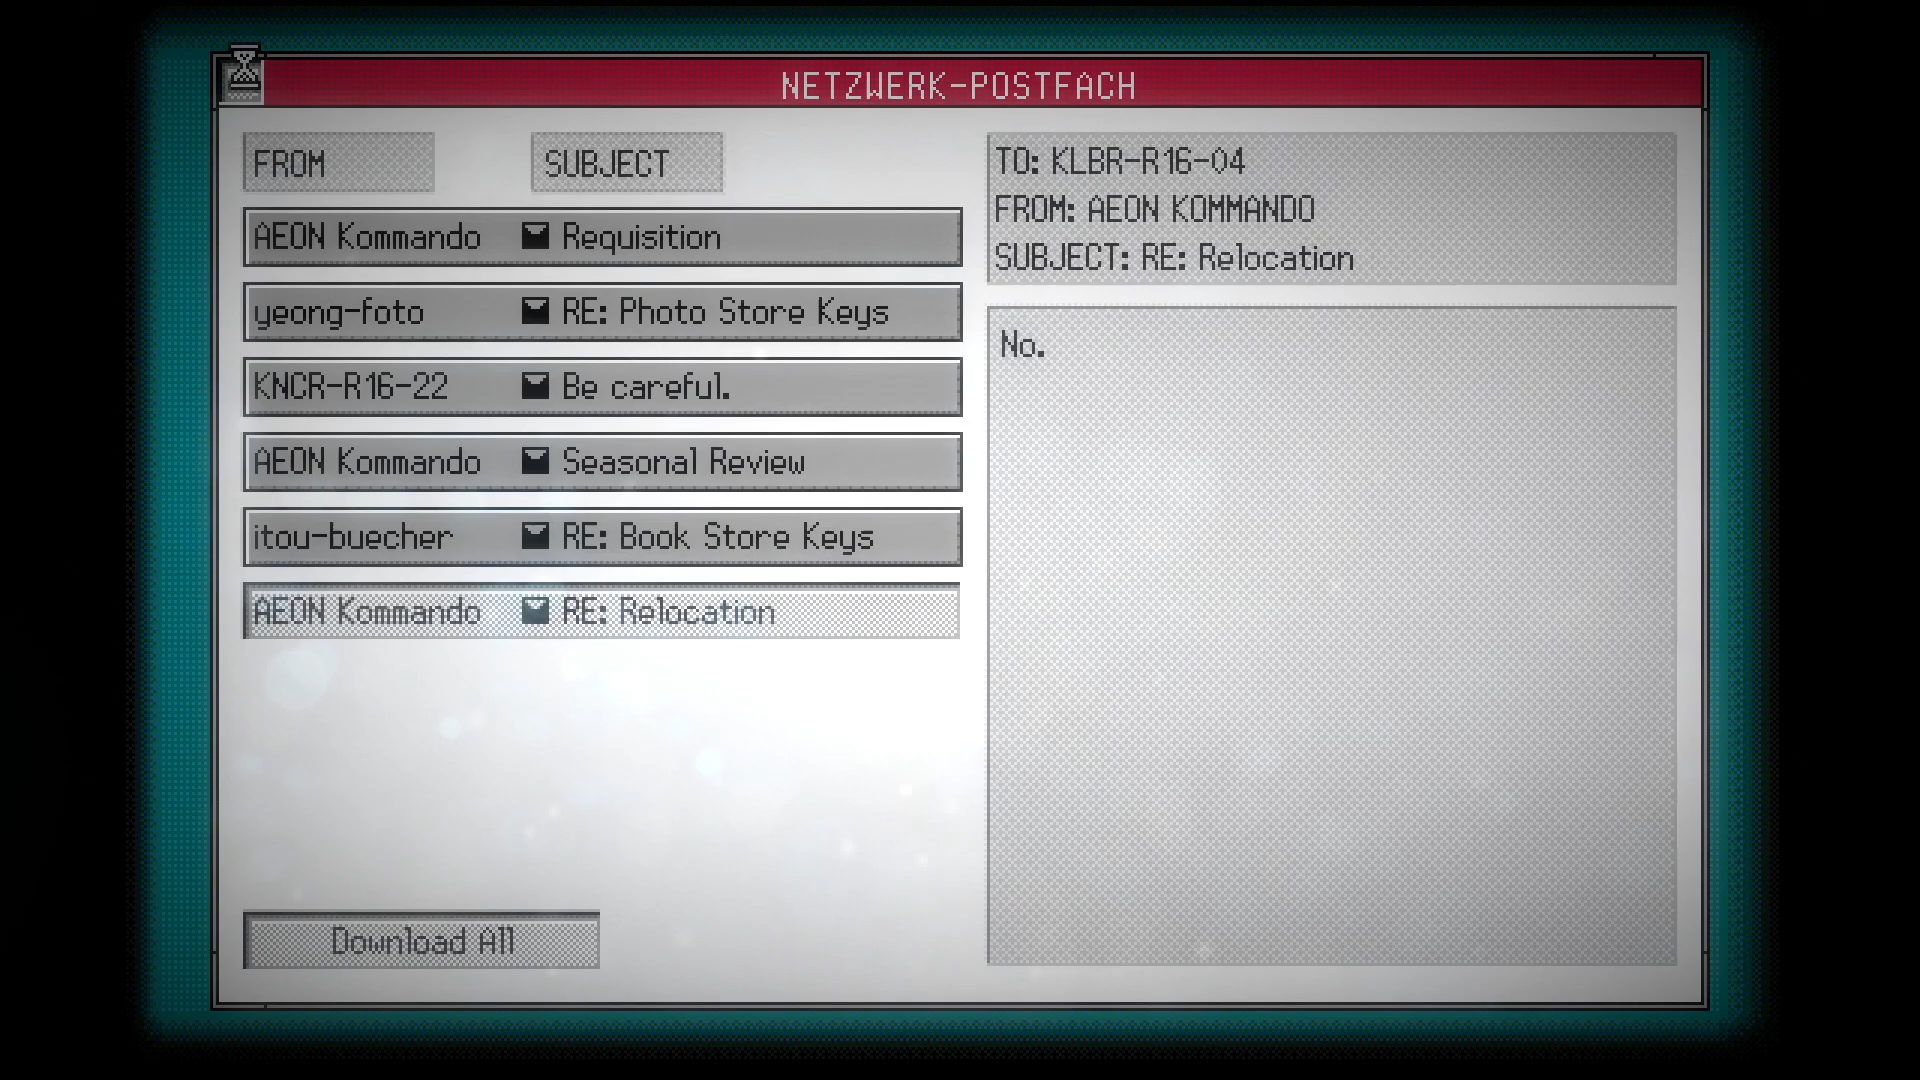 NETZWERK-POSTFACH
FROM SUBJECT
AEON Kommando Requisition
yeong-foto RE: Photo Store Keys
KNCR-R16-22 Be careful.
AEON Kommando Seasonal Review
itou-buecher RE: Book Store Keys
AEON Kommando RE: Relocation
Download All
TO: KLBR-R16-04
FROM: AEON KOMMANDO
SUBJECT: RE: Relocation
No.